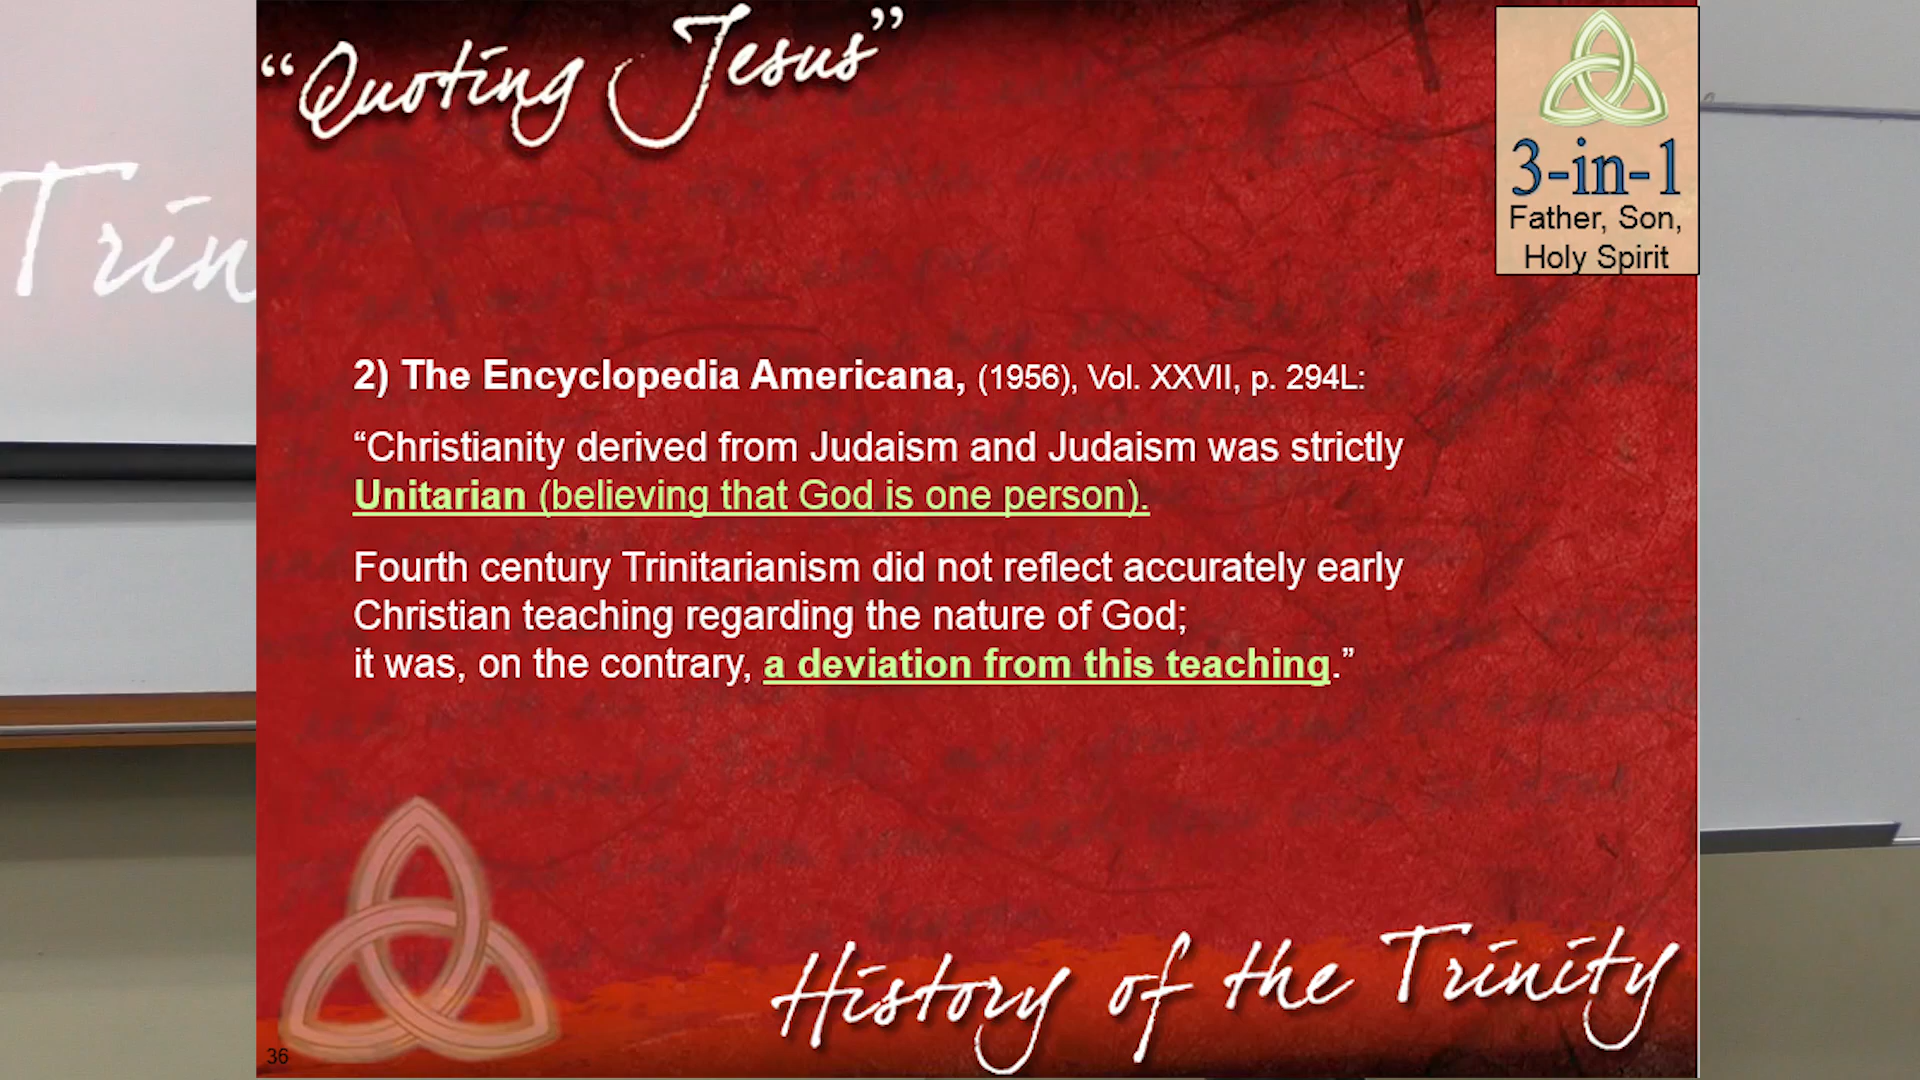 “Quoting Jesus”
3-in-1
Father, Son,
Holy Spirit
Trin
2) The Encyclopedia Americana, (1956), Vol. XXVII, p. 294L:
“Christianity derived from Judaism and Judaism was strictly
Unitarian (believing that God is one person).
Fourth century Trinitarianism did not reflect accurately early
Christian teaching regarding the nature of God;
it was, on the contrary, a deviation from this teaching.”
History of the Trinity
36